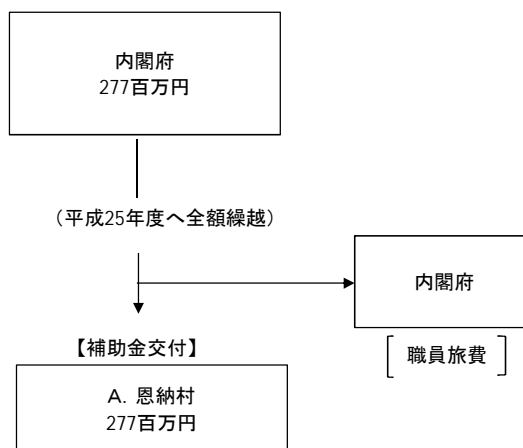 内閣府
277百万円
(平成25年度へ全額繰越)
内閣府
[ 職員旅費 ]
【補助金交付】
A. 恩納村
277百万円